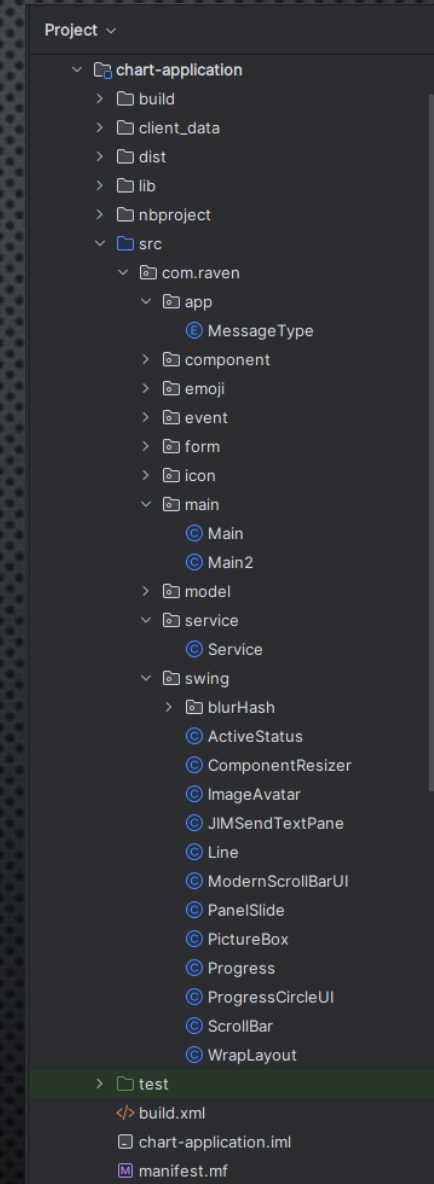 Project
chart-application
build
client_data
dist
lib
nbproject
src
com.raven
app
E MessageType
component
emoji
event
form
icon
main
C Main
C Main2
model
service
C Service
swing
blurHash
C ActiveStatus
C ComponentResizer
C ImageAvatar
C JIMSendTextPane
C Line
C ModernScrollBarUI
C PanelSlide
C PictureBox
C Progress
C ProgressCircleUI
C ScrollBar
C WrapLayout
test
</> build.xml
chart-application.iml
M manifest.mf